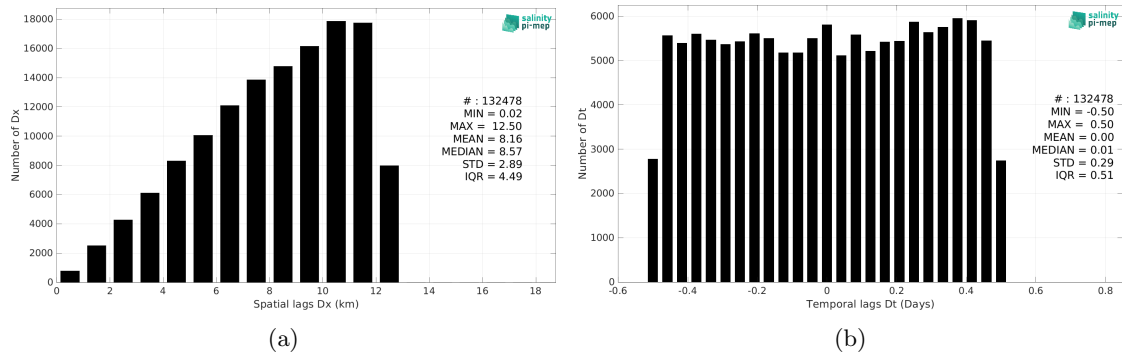 18000
16000
14000
12000
10000
8000
6000
4000
2000
0
Number of Dx
0 2 4 6 8 10 12 14 16 18
Spatial lags Dx (km)
salinity
pi-mep
# : 132478
MIN = 0.02
MAX = 12.50
MEAN = 8.16
MEDIAN = 8.57
STD = 2.89
IQR = 4.49
(a)
6000
5000
4000
3000
2000
1000
0
Number of Dt
-0.6 -0.4 -0.2 0 0.2 0.4 0.6 0.8
Temporal lags Dt (Days)
salinity
pi-mep
# : 132478
MIN = -0.50
MAX = 0.50
MEAN = 0.00
MEDIAN = 0.01
STD = 0.29
IQR = 0.51
(b)